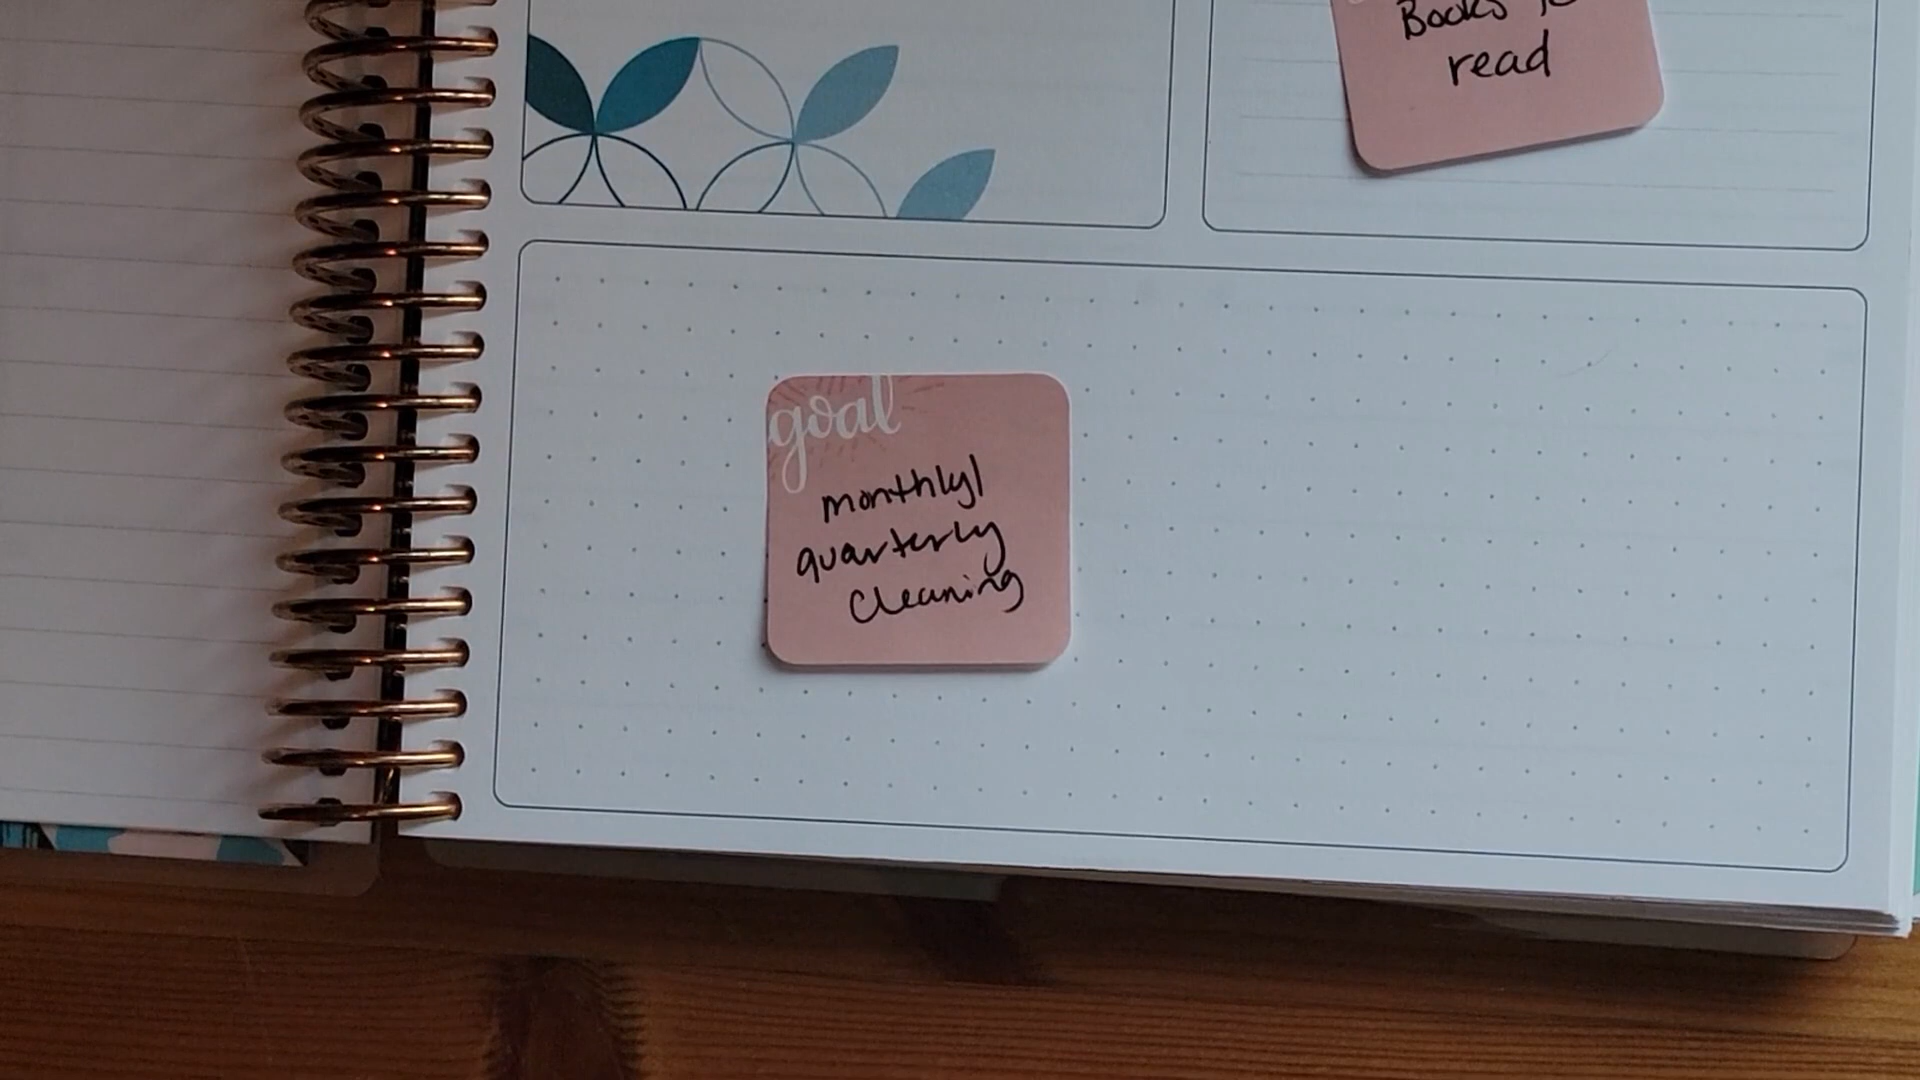 Books to
read
goal
monthly/
quarterly
cleaning